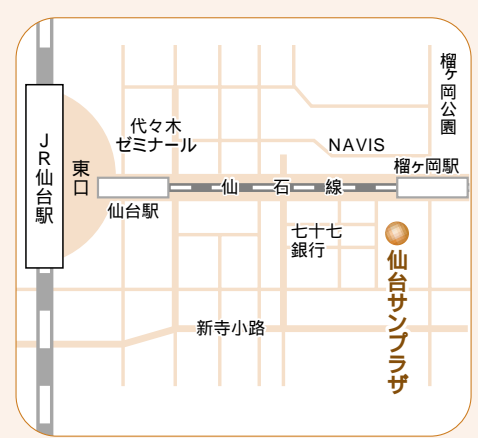 榴ヶ岡公園
代々木
ゼミナール
NAVIS
JR仙台駅
東口
榴ヶ岡駅
仙石線
仙台駅
七十七
銀行
仙台サンプラザ
新寺小路